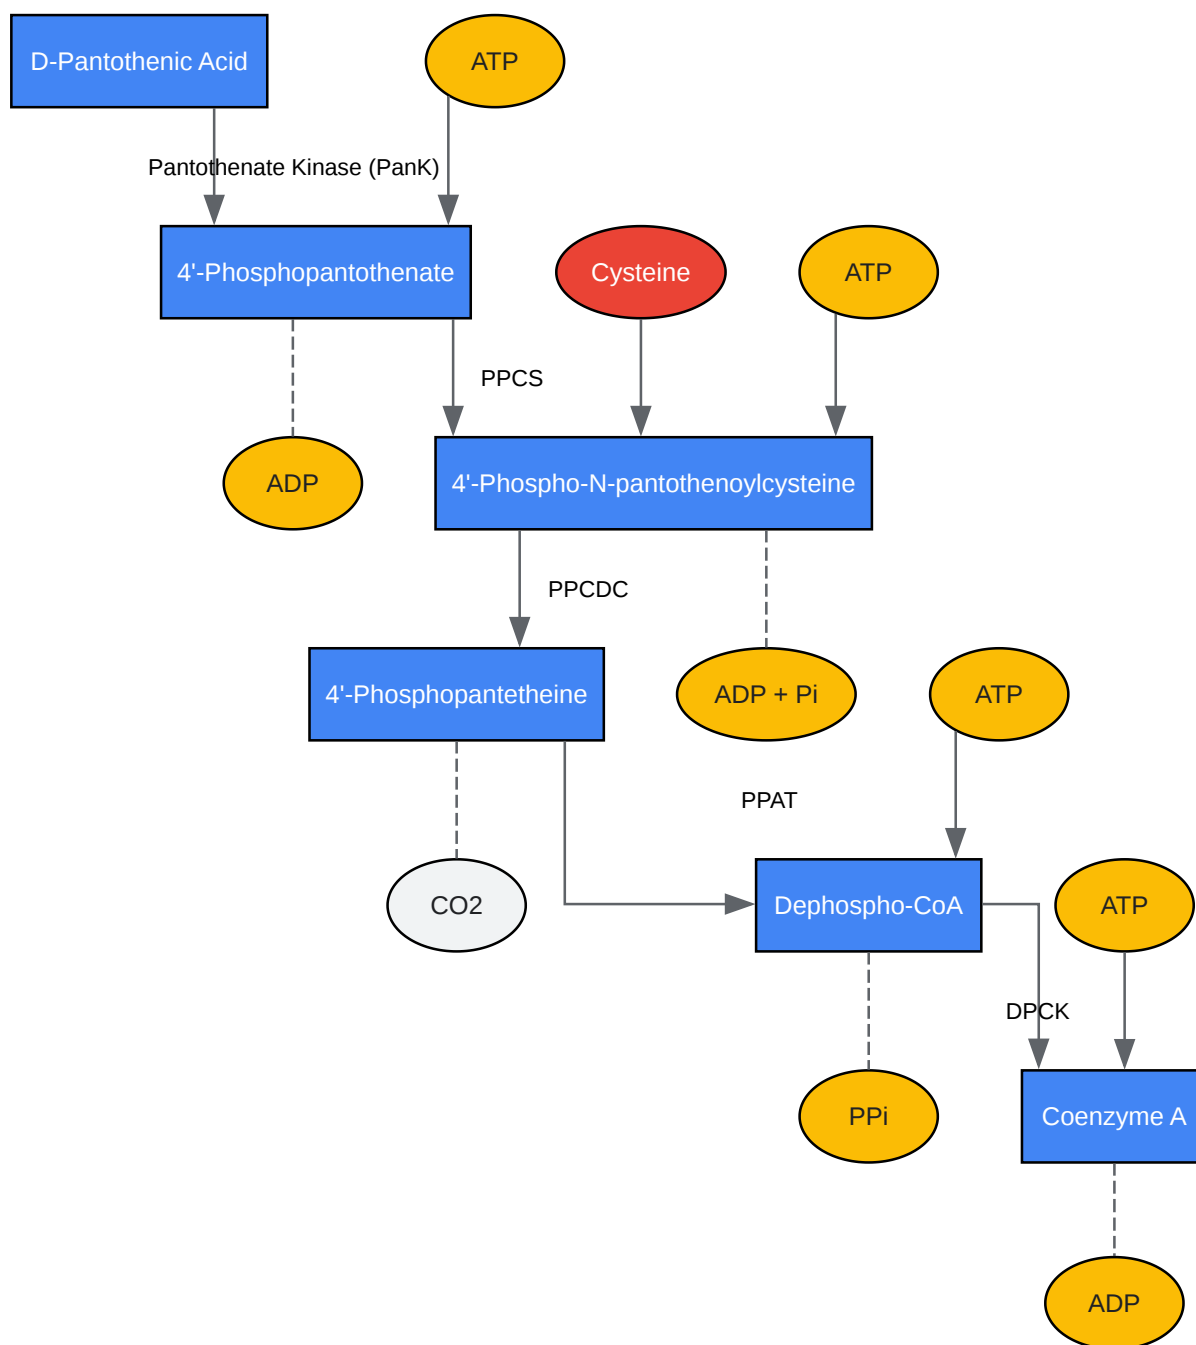 D-Pantothenic Acid
ATP
Pantothenate Kinase (PanK)
4'-Phosphopantothenate
Cysteine
ATP
PPCS
ADP
4'-Phospho-N-pantothenoylcysteine
PPCDC
4'-Phosphopantetheine
ADP + Pi
ATP
PPAT
CO2
Dephospho-CoA
ATP
DPCK
PPi
Coenzyme A
ADP